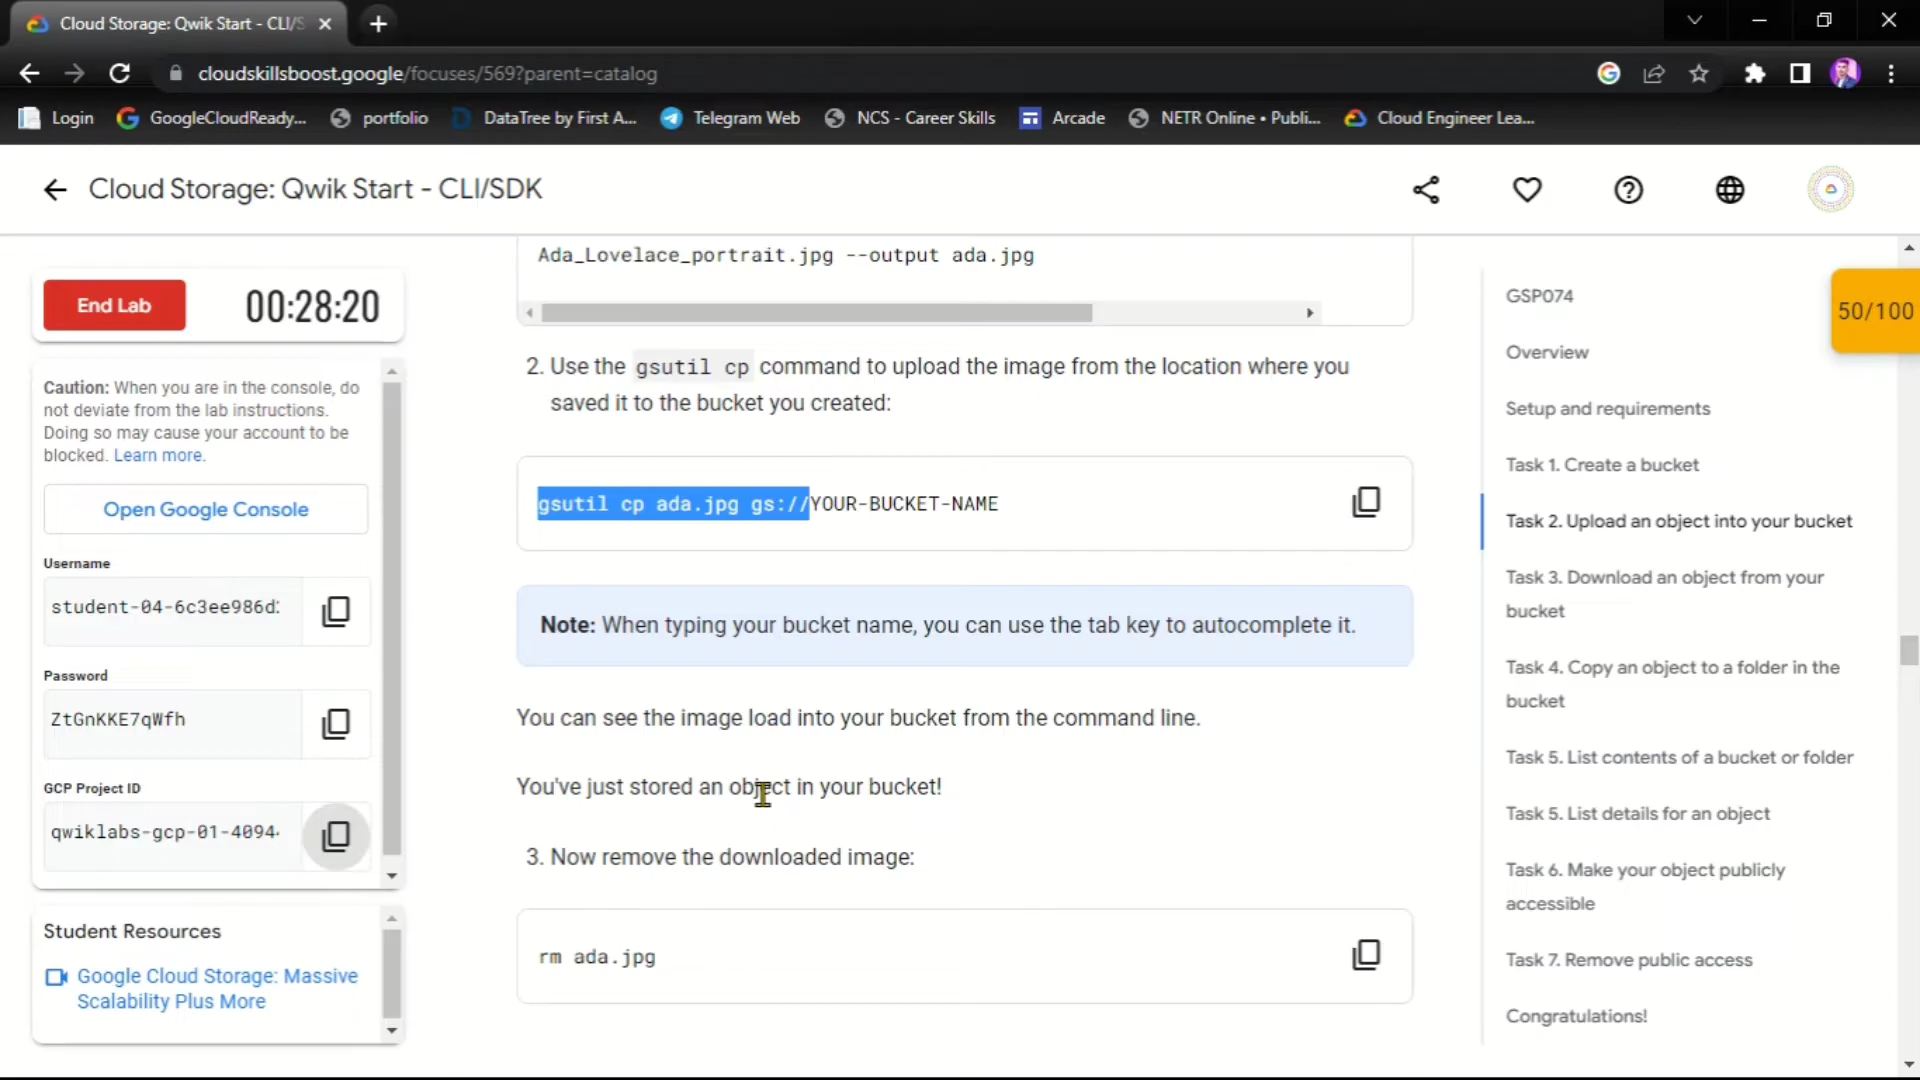 Cloud Storage: Qwik Start - CLI/S
cloudskillsboost.google/focuses/569?parent=catalog
Login
GoogleCloudReady...
portfolio
DataTree by First A...
Telegram Web
NCS - Career Skills
Arcade
NETR Online • Publi...
Cloud Engineer Lea...
Cloud Storage: Qwik Start - CLI/SDK
End Lab
00:28:20
Caution: When you are in the console, do
not deviate from the lab instructions.
Doing so may cause your account to be
blocked. Learn more.
Open Google Console
Username
student-04-6c3ee986d
Password
ZtGnKKE7qWfh
GCP Project ID
qwiklabs-gcp-01-4094
Student Resources
Google Cloud Storage: Massive
Scalability Plus More
Ada_Lovelace_portrait.jpg --output ada.jpg
2. Use the gsutil cp command to upload the image from the location where you
saved it to the bucket you created:
gsutil cp ada.jpg gs://YOUR-BUCKET-NAME
Note: When typing your bucket name, you can use the tab key to autocomplete it.
You can see the image load into your bucket from the command line.
You've just stored an object in your bucket!
3. Now remove the downloaded image:
rm ada.jpg
GSP074
Overview
Setup and requirements
Task 1. Create a bucket
Task 2. Upload an object into your bucket
Task 3. Download an object from your
bucket
Task 4. Copy an object to a folder in the
bucket
Task 5. List contents of a bucket or folder
Task 5. List details for an object
Task 6. Make your object publicly
accessible
Task 7. Remove public access
Congratulations!
50/100